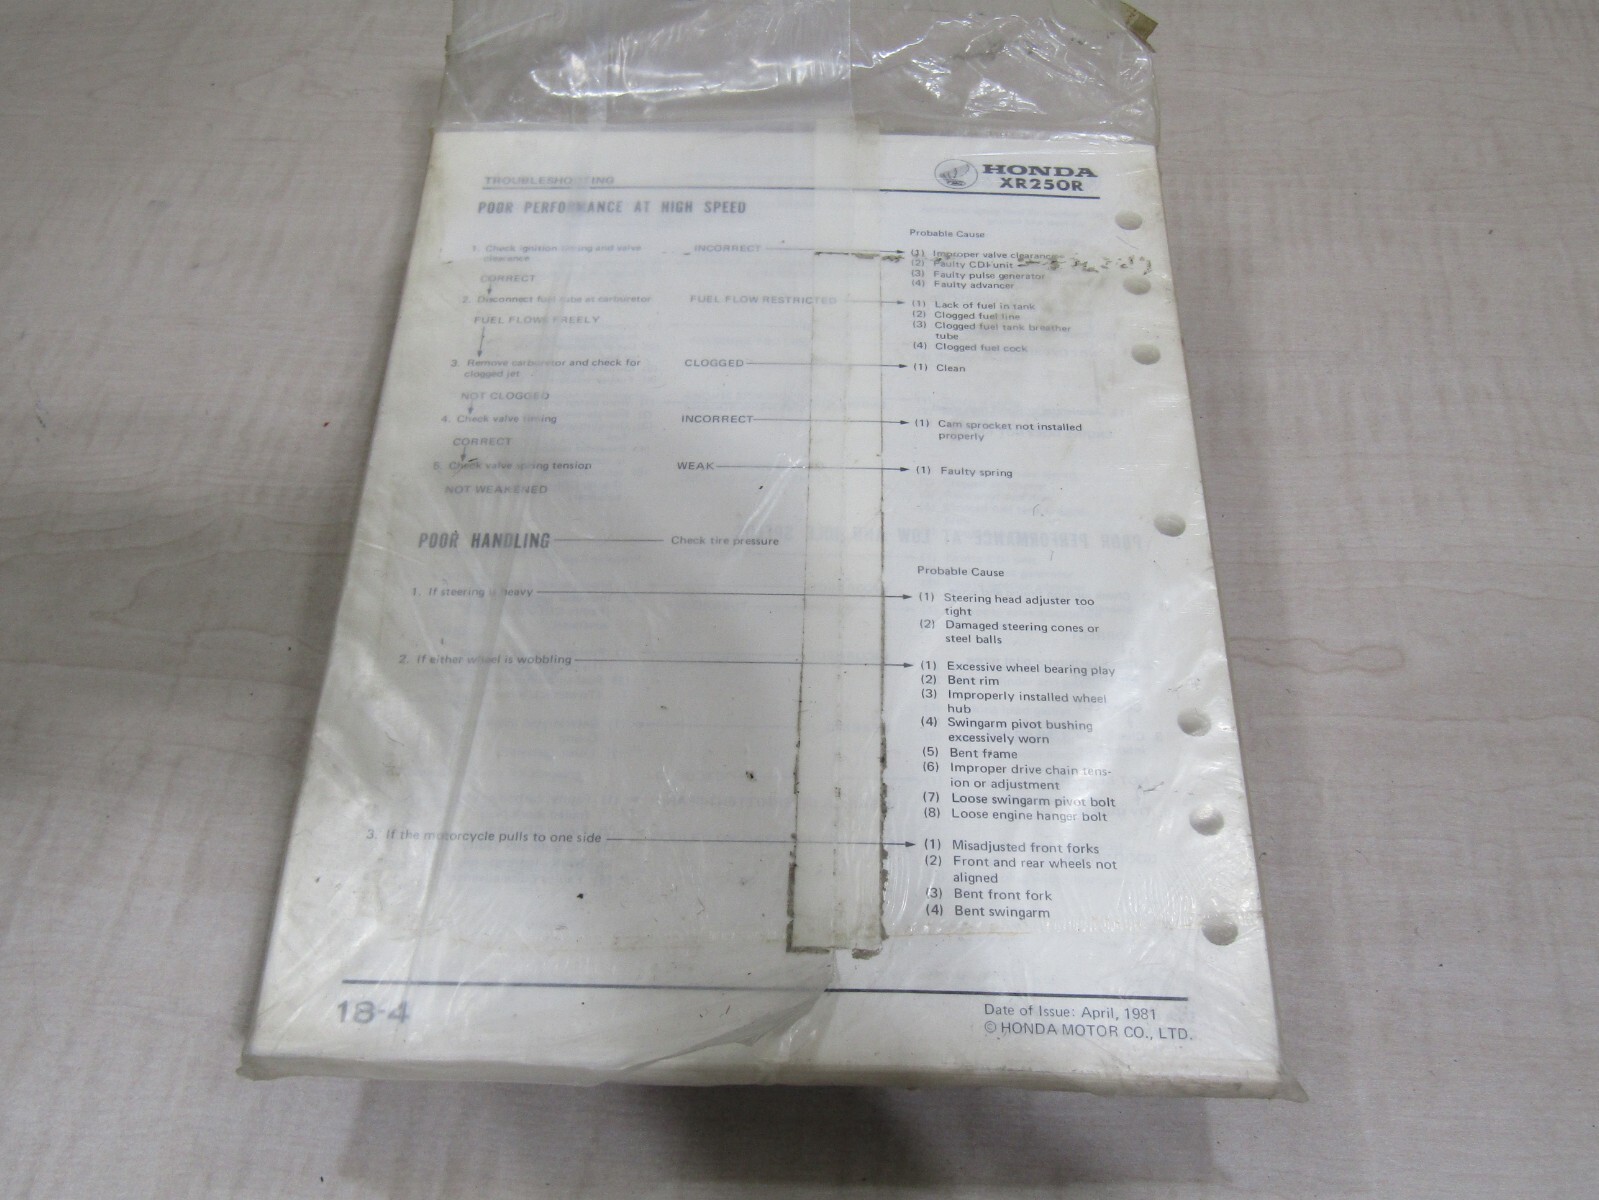 TROUBLESHOOTING
HONDA
XR250R
POOR PERFORMANCE AT HIGH SPEED
Probable Cause
1. Check ignition timing and valve
clearance
INCORRECT
(1) Improper valve clearance
(2) Faulty CDI unit
(3) Faulty pulse generator
(4) Faulty advancer
CORRECT
2. Disconnect fuel tube at carburetor
FUEL FLOW RESTRICTED
(1) Lack of fuel in tank
(2) Clogged fuel line
(3) Clogged fuel tank breather
tube
(4) Clogged fuel cock
FUEL FLOWS FREELY
3. Remove carburetor and check for
clogged jet
CLOGGED
(1) Clean
NOT CLOGGED
4. Check valve timing
INCORRECT
(1) Cam sprocket not installed
properly
CORRECT
5. Check valve spring tension
WEAK
(1) Faulty spring
NOT WEAKENED
POOR HANDLING
Check tire pressure
Probable Cause
1. If steering is heavy
(1) Steering head adjuster too
tight
(2) Damaged steering cones or
steel balls
2. If either wheel is wobbling
(1) Excessive wheel bearing play
(2) Bent rim
(3) Improperly installed wheel
hub
(4) Swingarm pivot bushing
excessively worn
(5) Bent frame
(6) Improper drive chain tens-
ion or adjustment
(7) Loose swingarm pivot bolt
(8) Loose engine hanger bolt
3. If the motorcycle pulls to one side
(1) Misadjusted front forks
(2) Front and rear wheels not
aligned
(3) Bent front fork
(4) Bent swingarm
18-4
Date of Issue: April, 1981
© HONDA MOTOR CO., LTD.